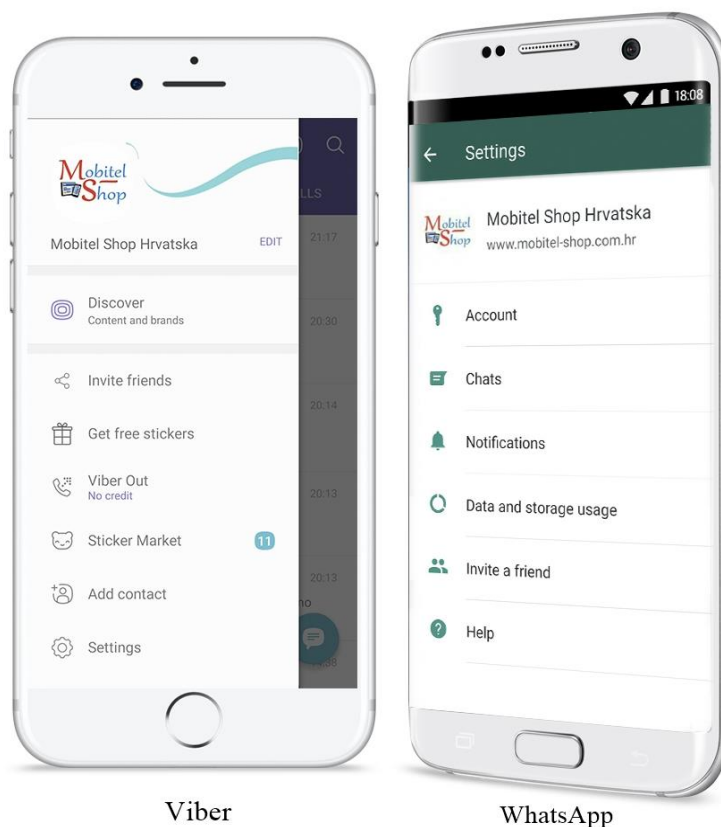 Mobitel
Shop
Mobitel Shop Hrvatska
EDIT
Discover
Content and brands
Invite friends
Get free stickers
Viber Out
No credit
Sticker Market
11
Add contact
Settings
LLS
21:17
20:30
20:14
20:13
20:13
no
Viber
18:08
Settings
Mobitel
Shop
Mobitel Shop Hrvatska
www.mobitel-shop.com.hr
Account
Chats
Notifications
Data and storage usage
Invite a friend
Help
WhatsApp